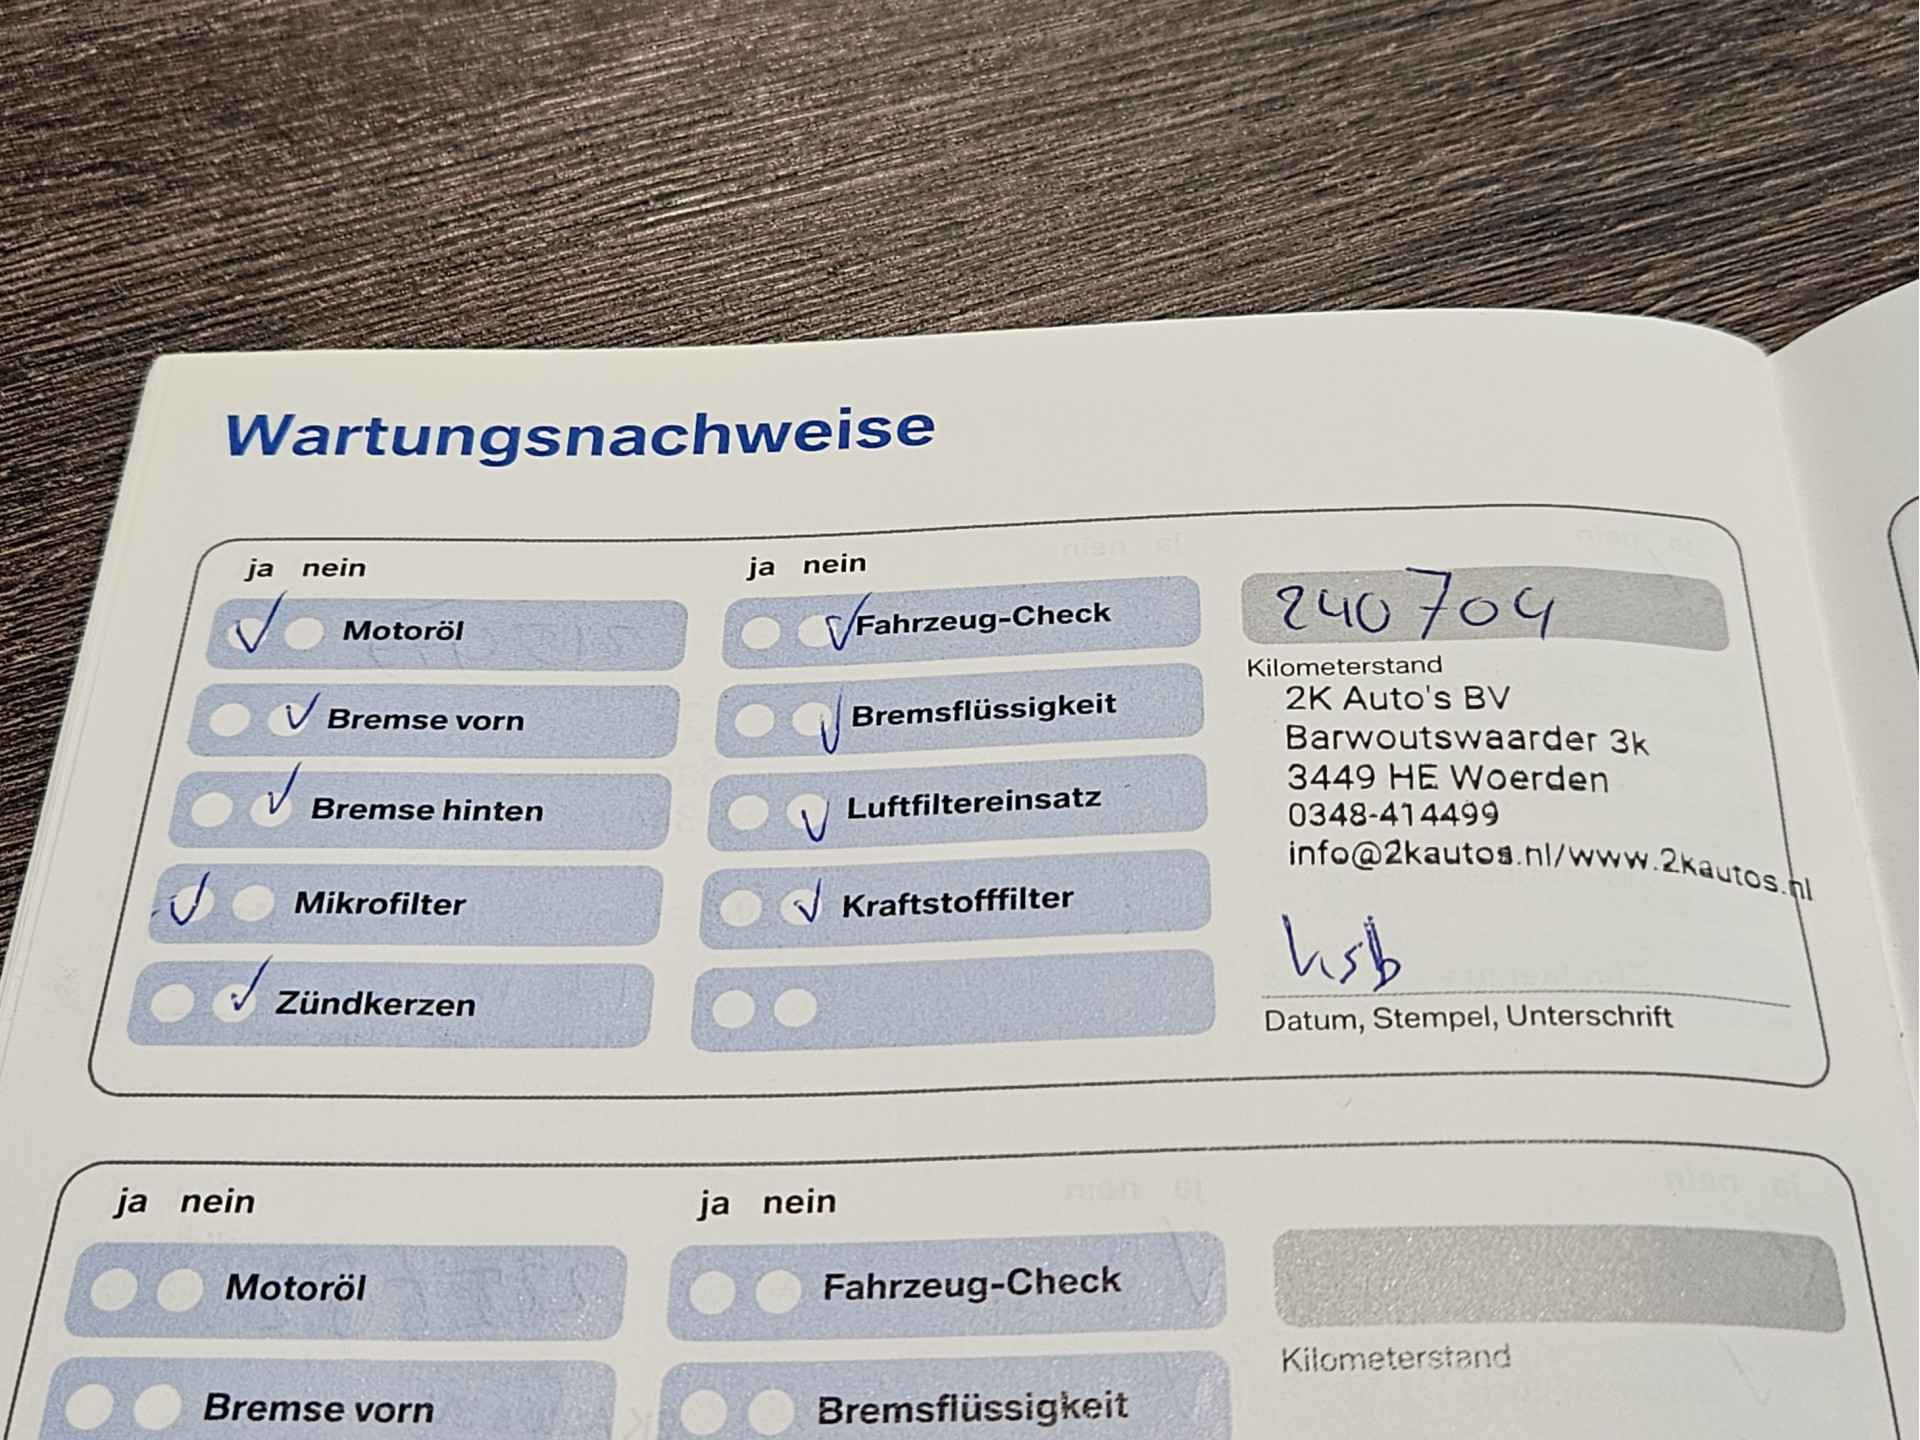 Wartungsnachweise
ja nein
Motoröl
Bremse vorn
Bremse hinten
Mikrofilter
Zündkerzen
ja nein
Fahrzeug-Check
Bremsflüssigkeit
Luftfiltereinsatz
Kraftstofffilter
240704
Kilometerstand
2K Auto's BV
Barwoutswaarder 3k
3449 HE Woerden
0348-414499
info@2kautos.nl/www.2kautos.nl
Datum, Stempel, Unterschrift
ja nein
Motoröl
Bremse vorn
ja nein
Fahrzeug-Check
Bremsflüssigkeit
Kilometerstand